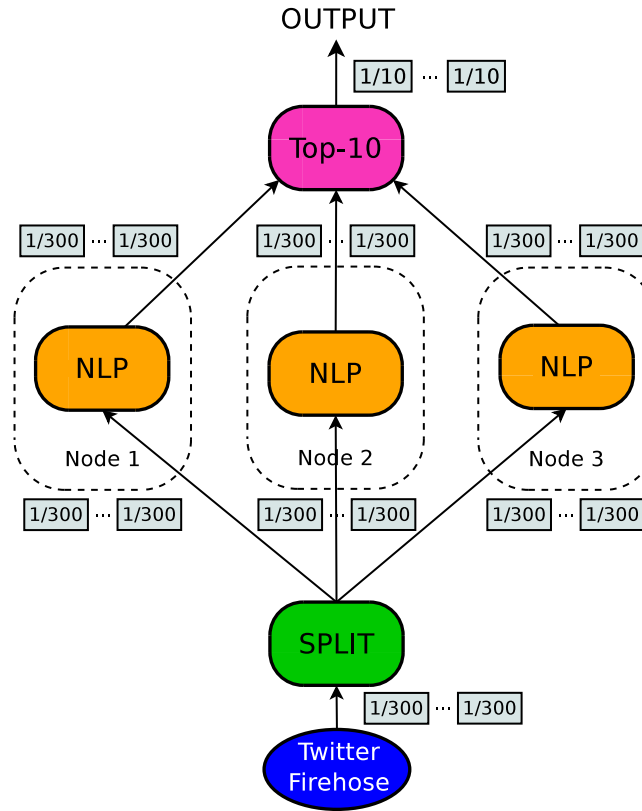 OUTPUT
1/10 ... 1/10
Top-10
1/300 ... 1/300
1/300 ... 1/300
1/300 ... 1/300
NLP
NLP
NLP
Node 1
Node 2
Node 3
1/300 ... 1/300
1/300 ... 1/300
1/300 ... 1/300
SPLIT
1/300 ... 1/300
Twitter
Firehose